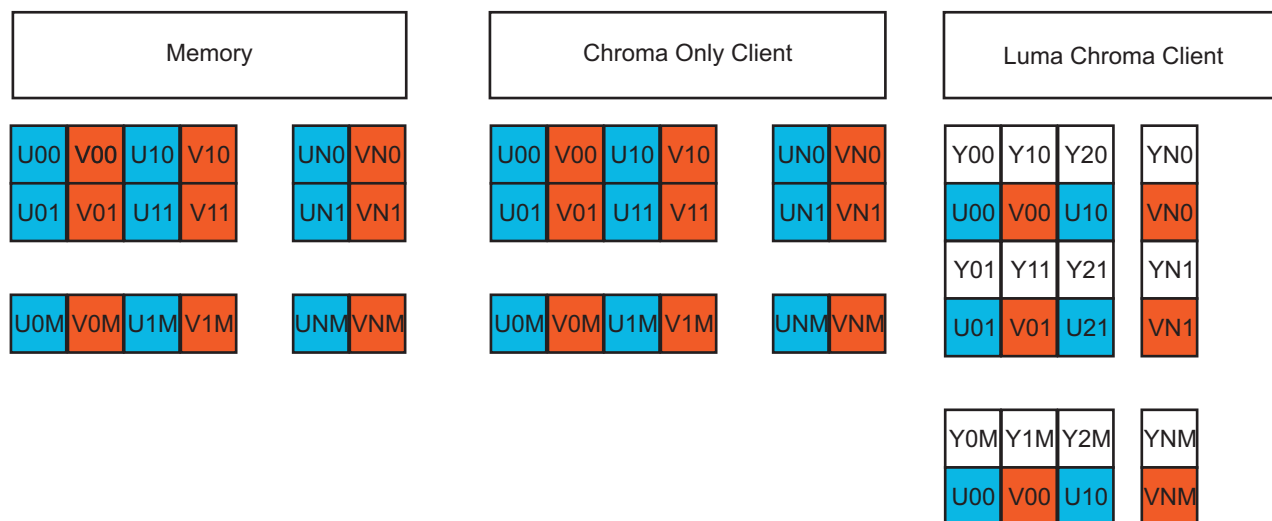 Memory Chroma Only Client Luma Chroma Client
U00 V00 U10 V10 UN0 VN0 U00 V00 U10 V10 UN0 VN0 Y00 Y10 Y20 YN0
U01 V01 U11 V11 UN1 VN1 U01 V01 U11 V11 UN1 VN1 U00 V00 U10 VN0
Y01 Y11 Y21 YN1
U0M V0M U1M V1M UNM VNM U0M V0M U1M V1M UNM VNM U01 V01 U21 VN1
Y0M Y1M Y2M YNM
U00 V00 U10 VNM